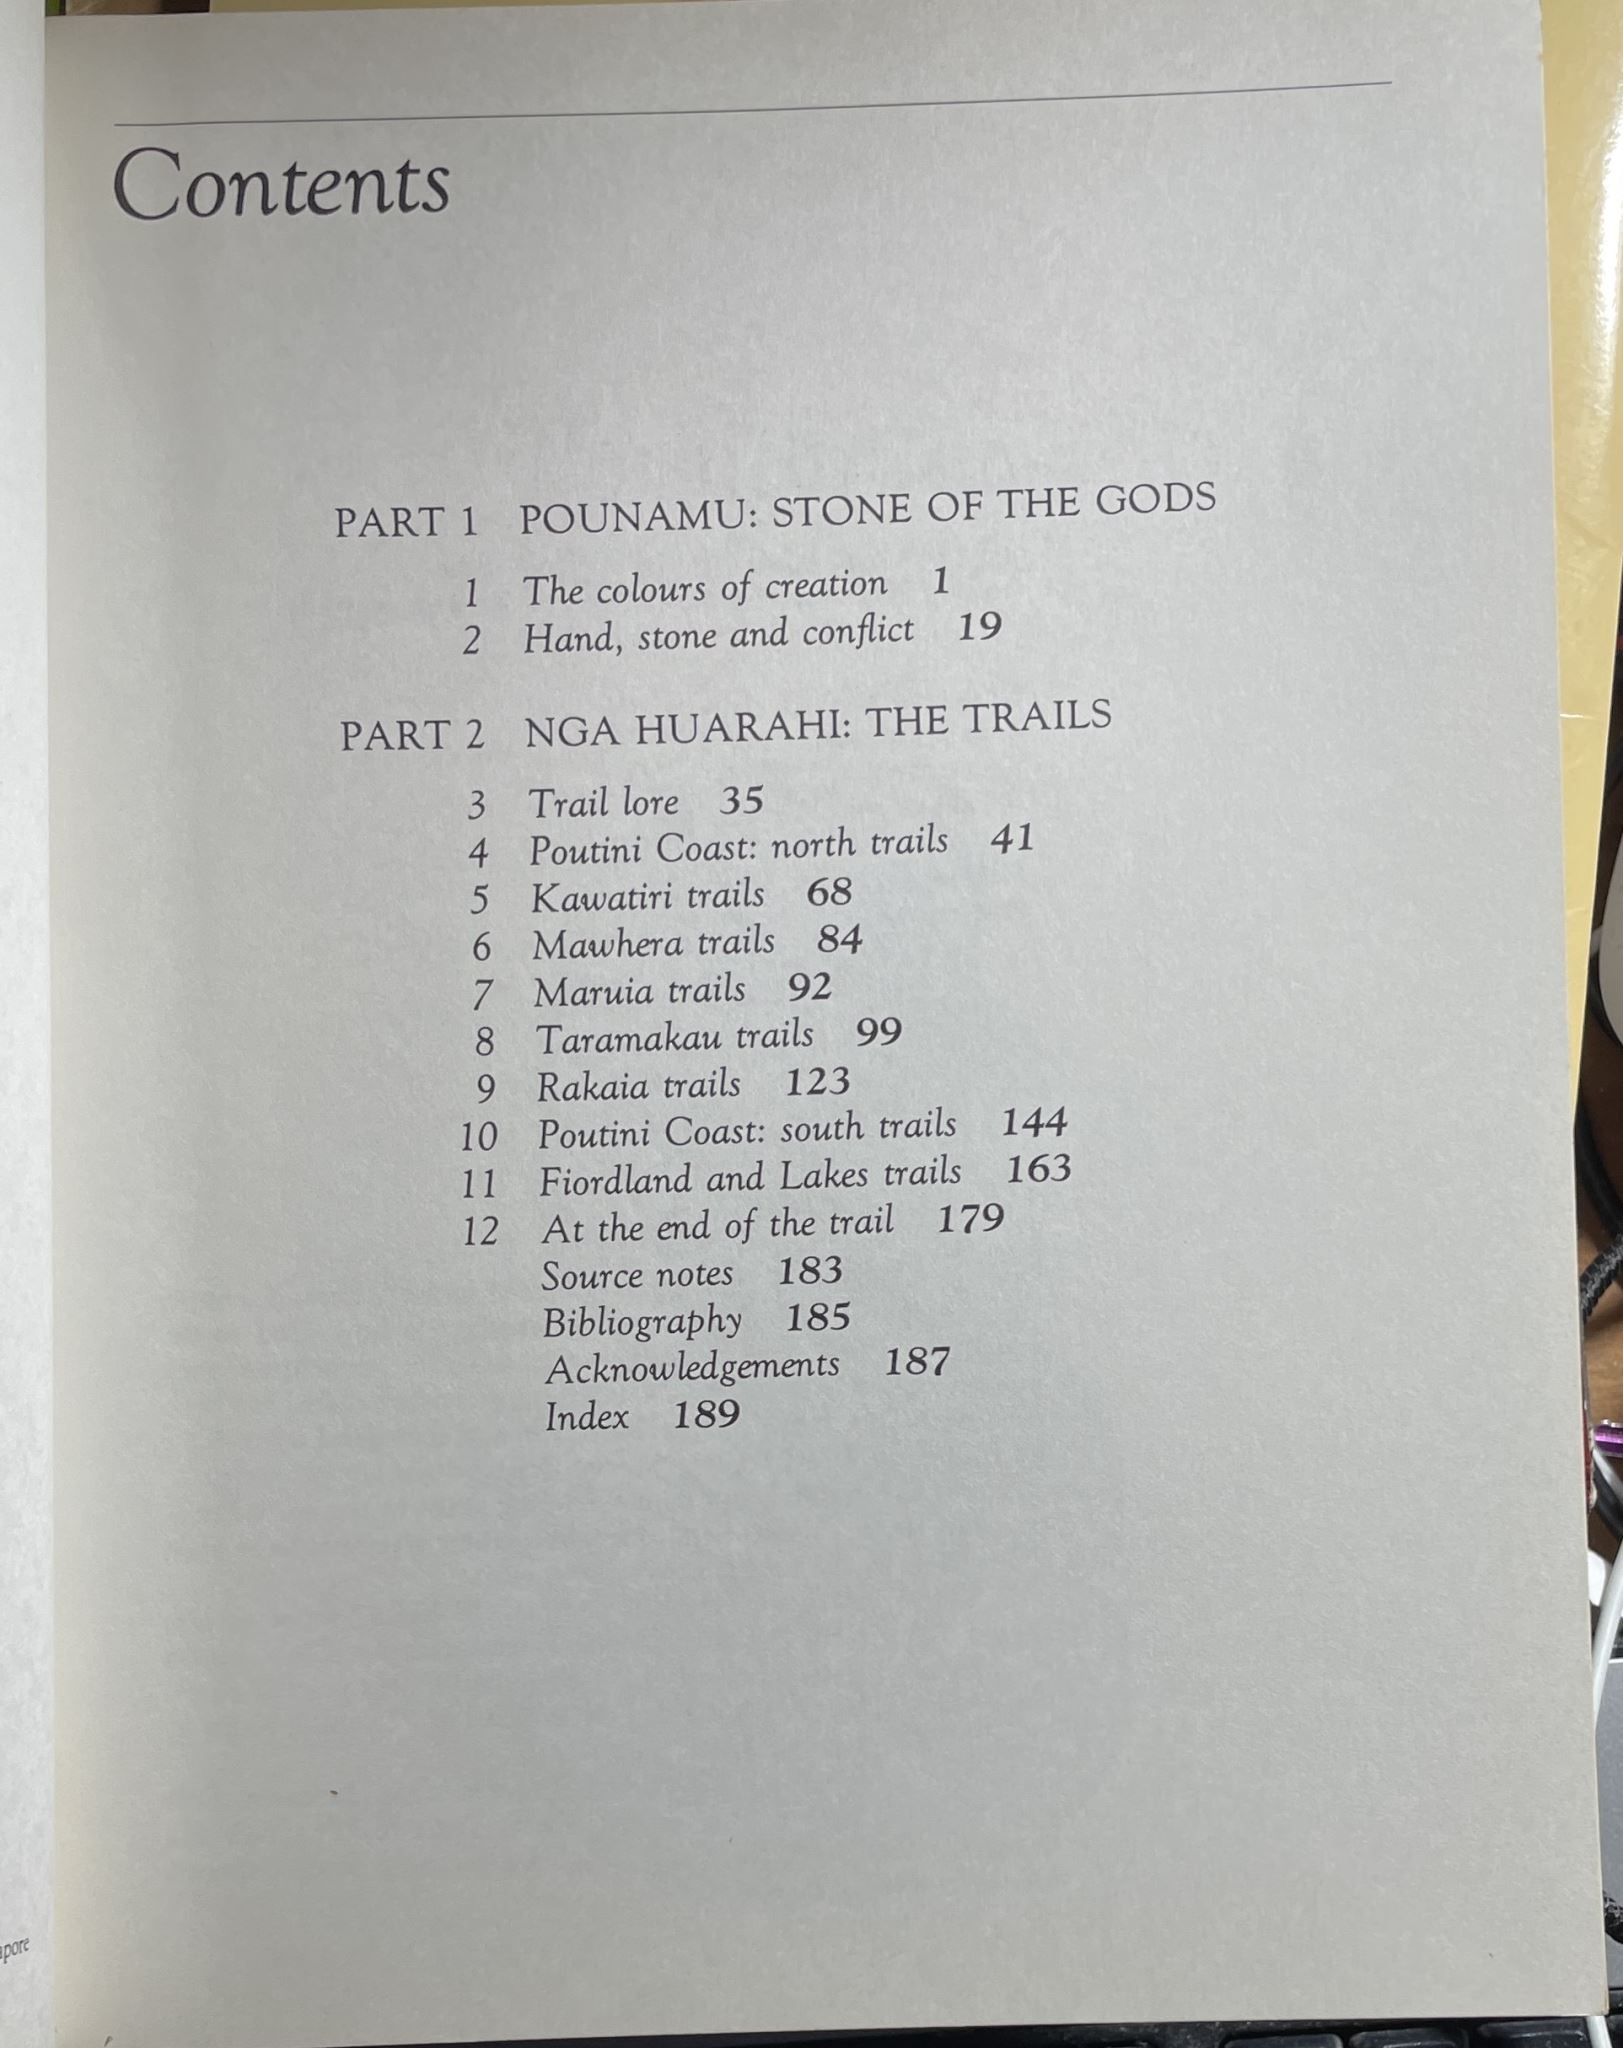 Contents
PART 1 POUNAMU: STONE OF THE GODS
1 The colours of creation 1
2 Hand, stone and conflict 19
PART 2 NGA HUARAHI: THE TRAILS
3 Trail lore 35
4 Poutini Coast: north trails 41
5 Kawatiri trails 68
6 Mawhera trails 84
7 Maruia trails 92
8 Taramakau trails 99
9 Rakaia trails 123
10 Poutini Coast: south trails 144
11 Fiordland and Lakes trails 163
12 At the end of the trail 179
Source notes 183
Bibliography 185
Acknowledgements 187
Index 189